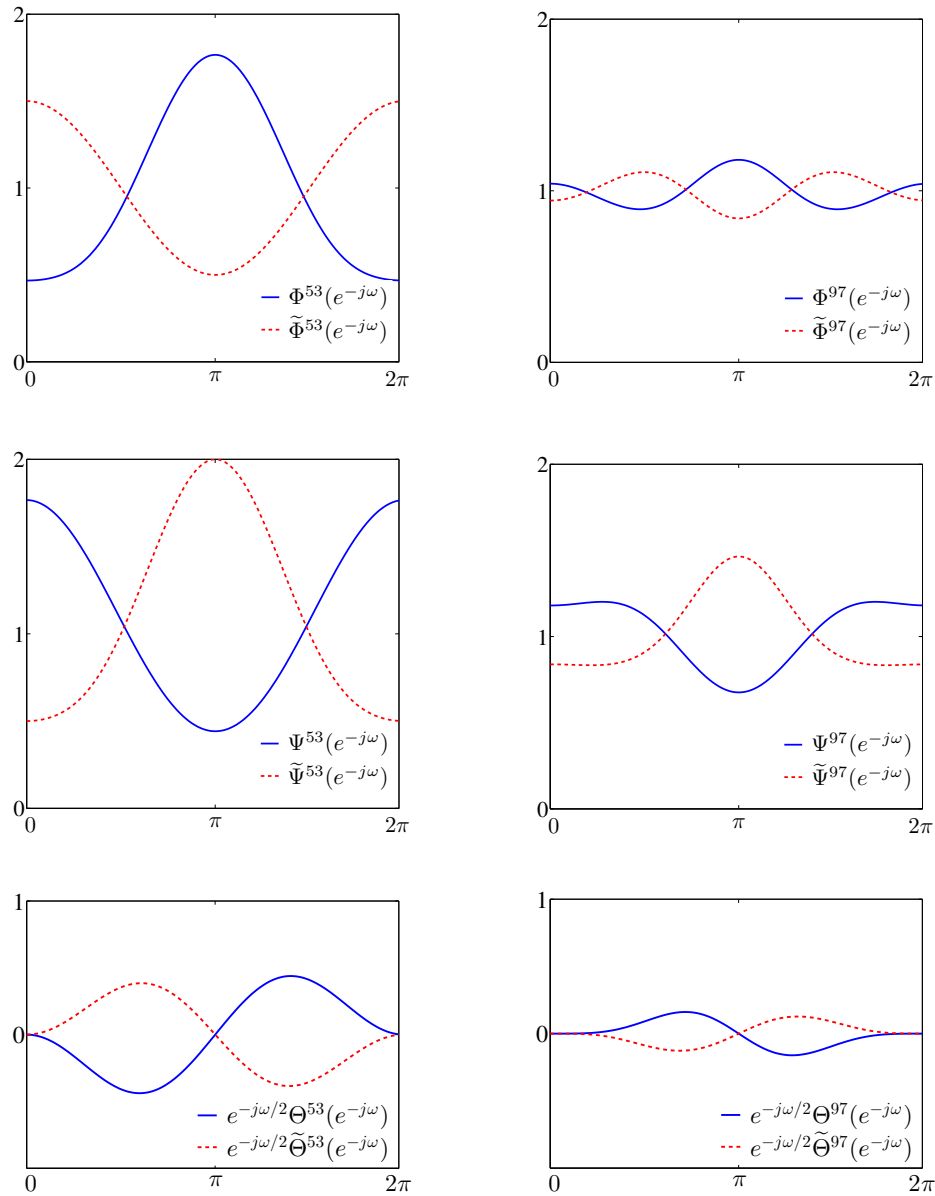 2
1
0
0
π
2π
Φ^{53}(e^{-jω})
Φ̃^{53}(e^{-jω})
2
1
0
0
π
2π
Φ^{97}(e^{-jω})
Φ̃^{97}(e^{-jω})
2
1
0
0
π
2π
Ψ^{53}(e^{-jω})
Ψ̃^{53}(e^{-jω})
2
1
0
0
π
2π
Ψ^{97}(e^{-jω})
Ψ̃^{97}(e^{-jω})
1
0
0
π
2π
e^{-jω/2}Θ^{53}(e^{-jω})
e^{-jω/2}Θ̃^{53}(e^{-jω})
1
0
0
π
2π
e^{-jω/2}Θ^{97}(e^{-jω})
e^{-jω/2}Θ̃^{97}(e^{-jω})